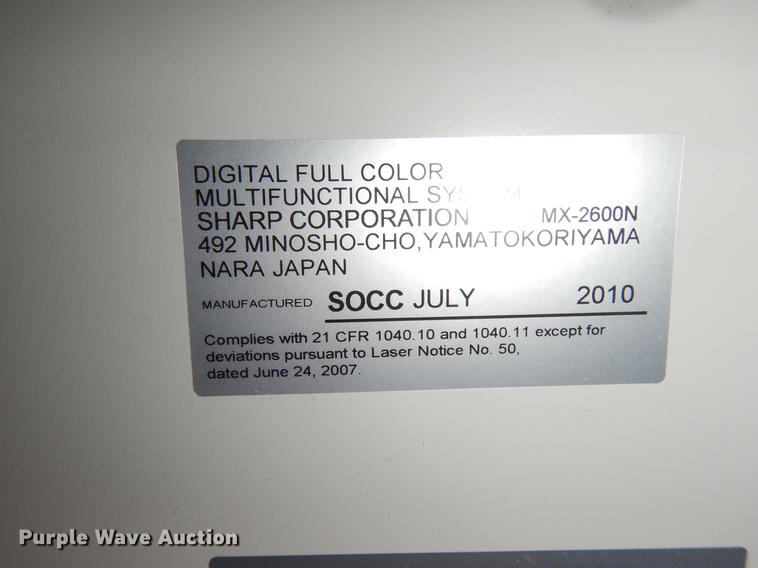 DIGITAL FULL COLOR
MULTIFUNCTIONAL
SHARP CORPORATION MX-2600N
492 MINOSHO-CHO,YAMATOKORIYAMA
NARA JAPAN
MANUFACTURED SOCC JULY 2010
Complies with 21 CFR 1040.10 and 1040.11 except for
deviations pursuant to Laser Notice No. 50,
dated June 24, 2007.
Purple Wave Auction